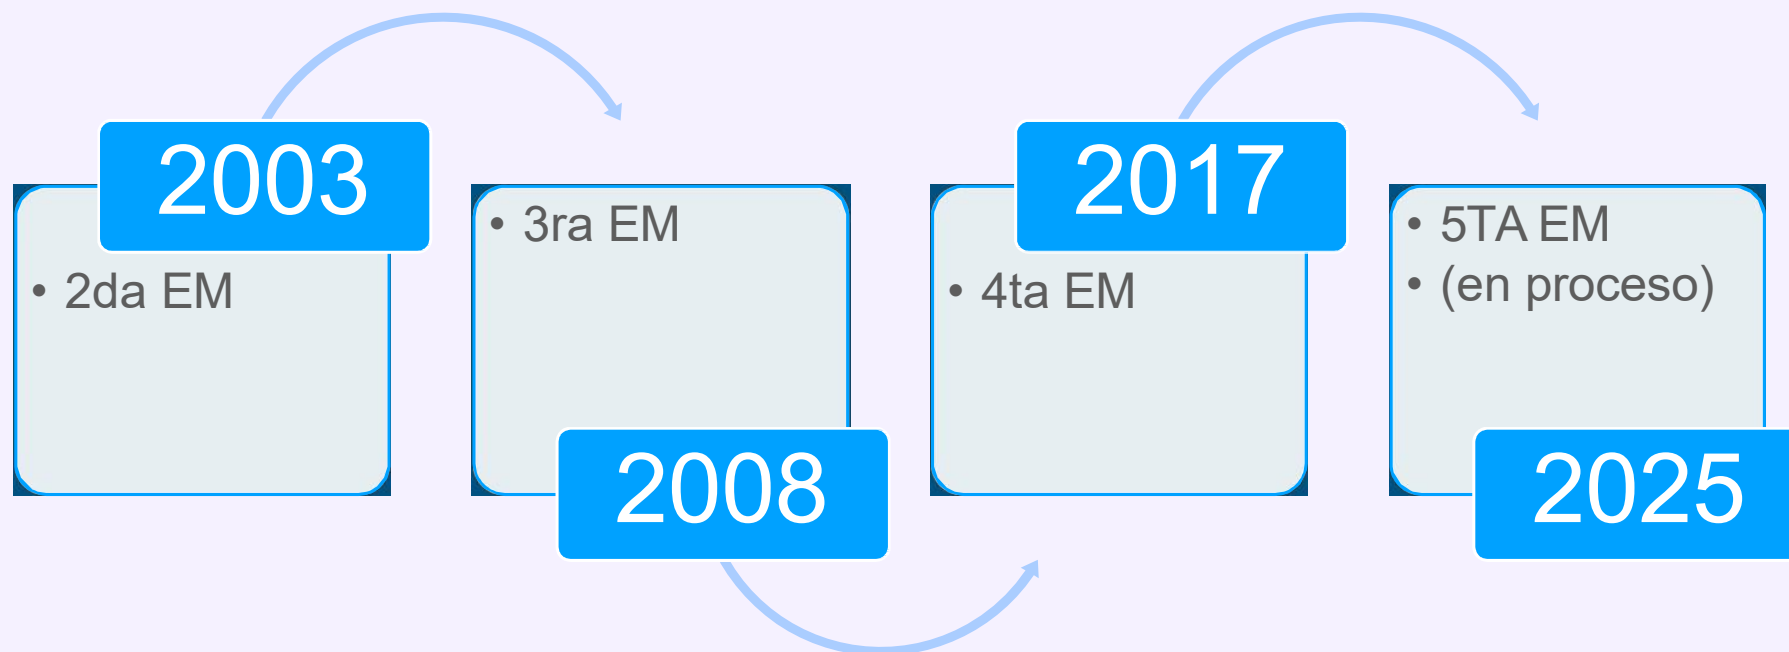 2003
• 2da EM
• 3ra EM
2008
2017
• 4ta EM
• 5TA EM
• (en proceso)
2025